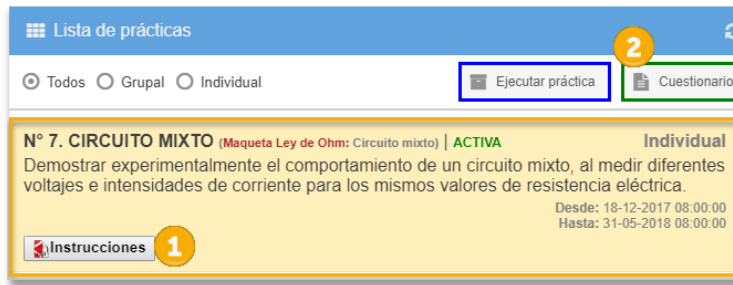 Lista de prácticas
2
Todos Grupal Individual Ejecutar práctica Cuestionario
N° 7. CIRCUITO MIXTO (Maqueta Ley de Ohm: Circuito mixto) | ACTIVA Individual
Demostrar experimentalmente el comportamiento de un circuito mixto, al medir diferentes
voltajes e intensidades de corriente para los mismos valores de resistencia eléctrica.
Desde: 18-12-2017 08:00:00
Hasta: 31-05-2018 08:00:00
Instrucciones 1